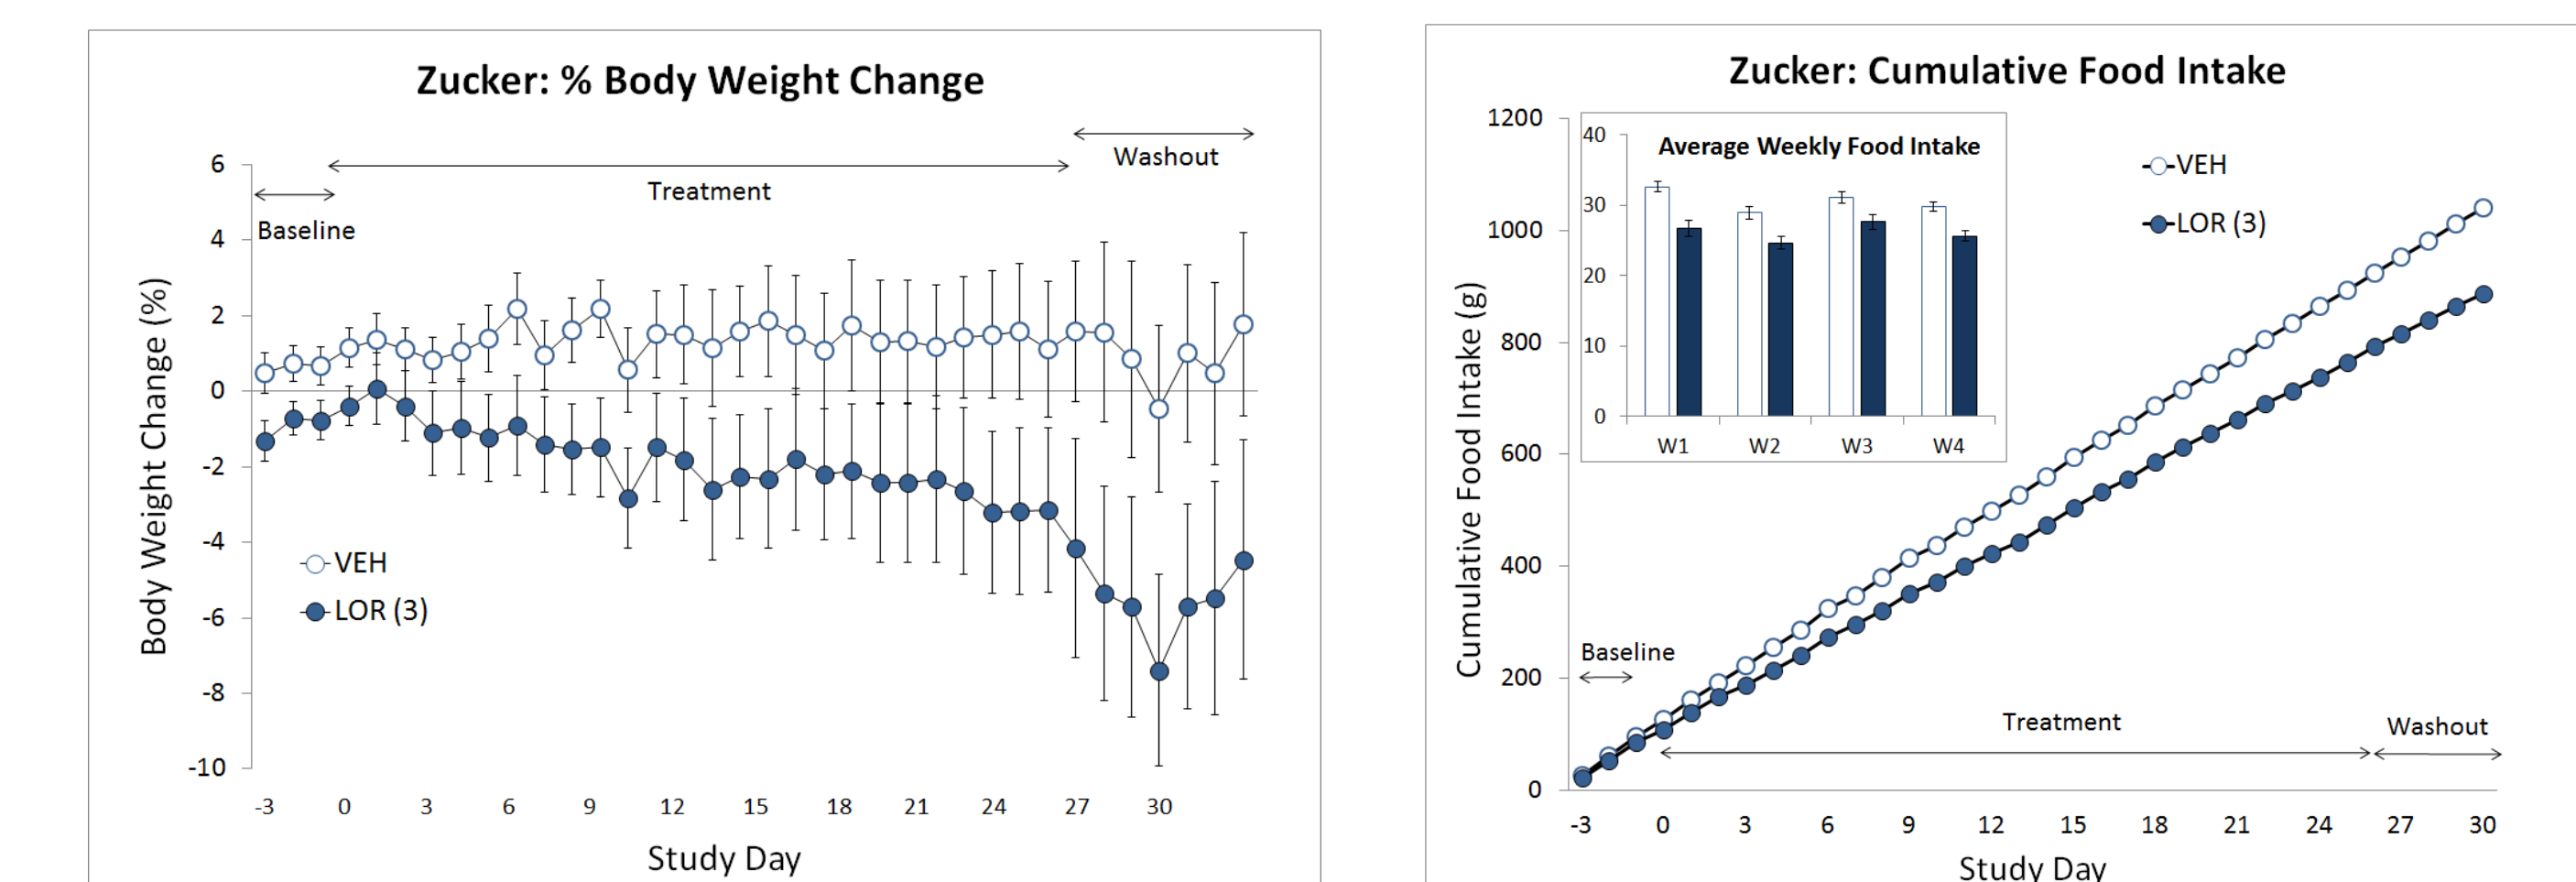 Zucker: % Body Weight Change
Washout
Treatment
Baseline
6
4
2
0
-2
-4
-6
-8
-10
Body Weight Change (%)
VEH
LOR (3)
-3 0 3 6 9 12 15 18 21 24 27 30
Study Day
Zucker: Cumulative Food Intake
1200
1000
800
600
400
200
0
Cumulative Food Intake (g)
Average Weekly Food Intake
40
30
20
10
0
W1 W2 W3 W4
VEH
LOR (3)
Baseline
Treatment
Washout
-3 0 3 6 9 12 15 18 21 24 27 30
Study Day